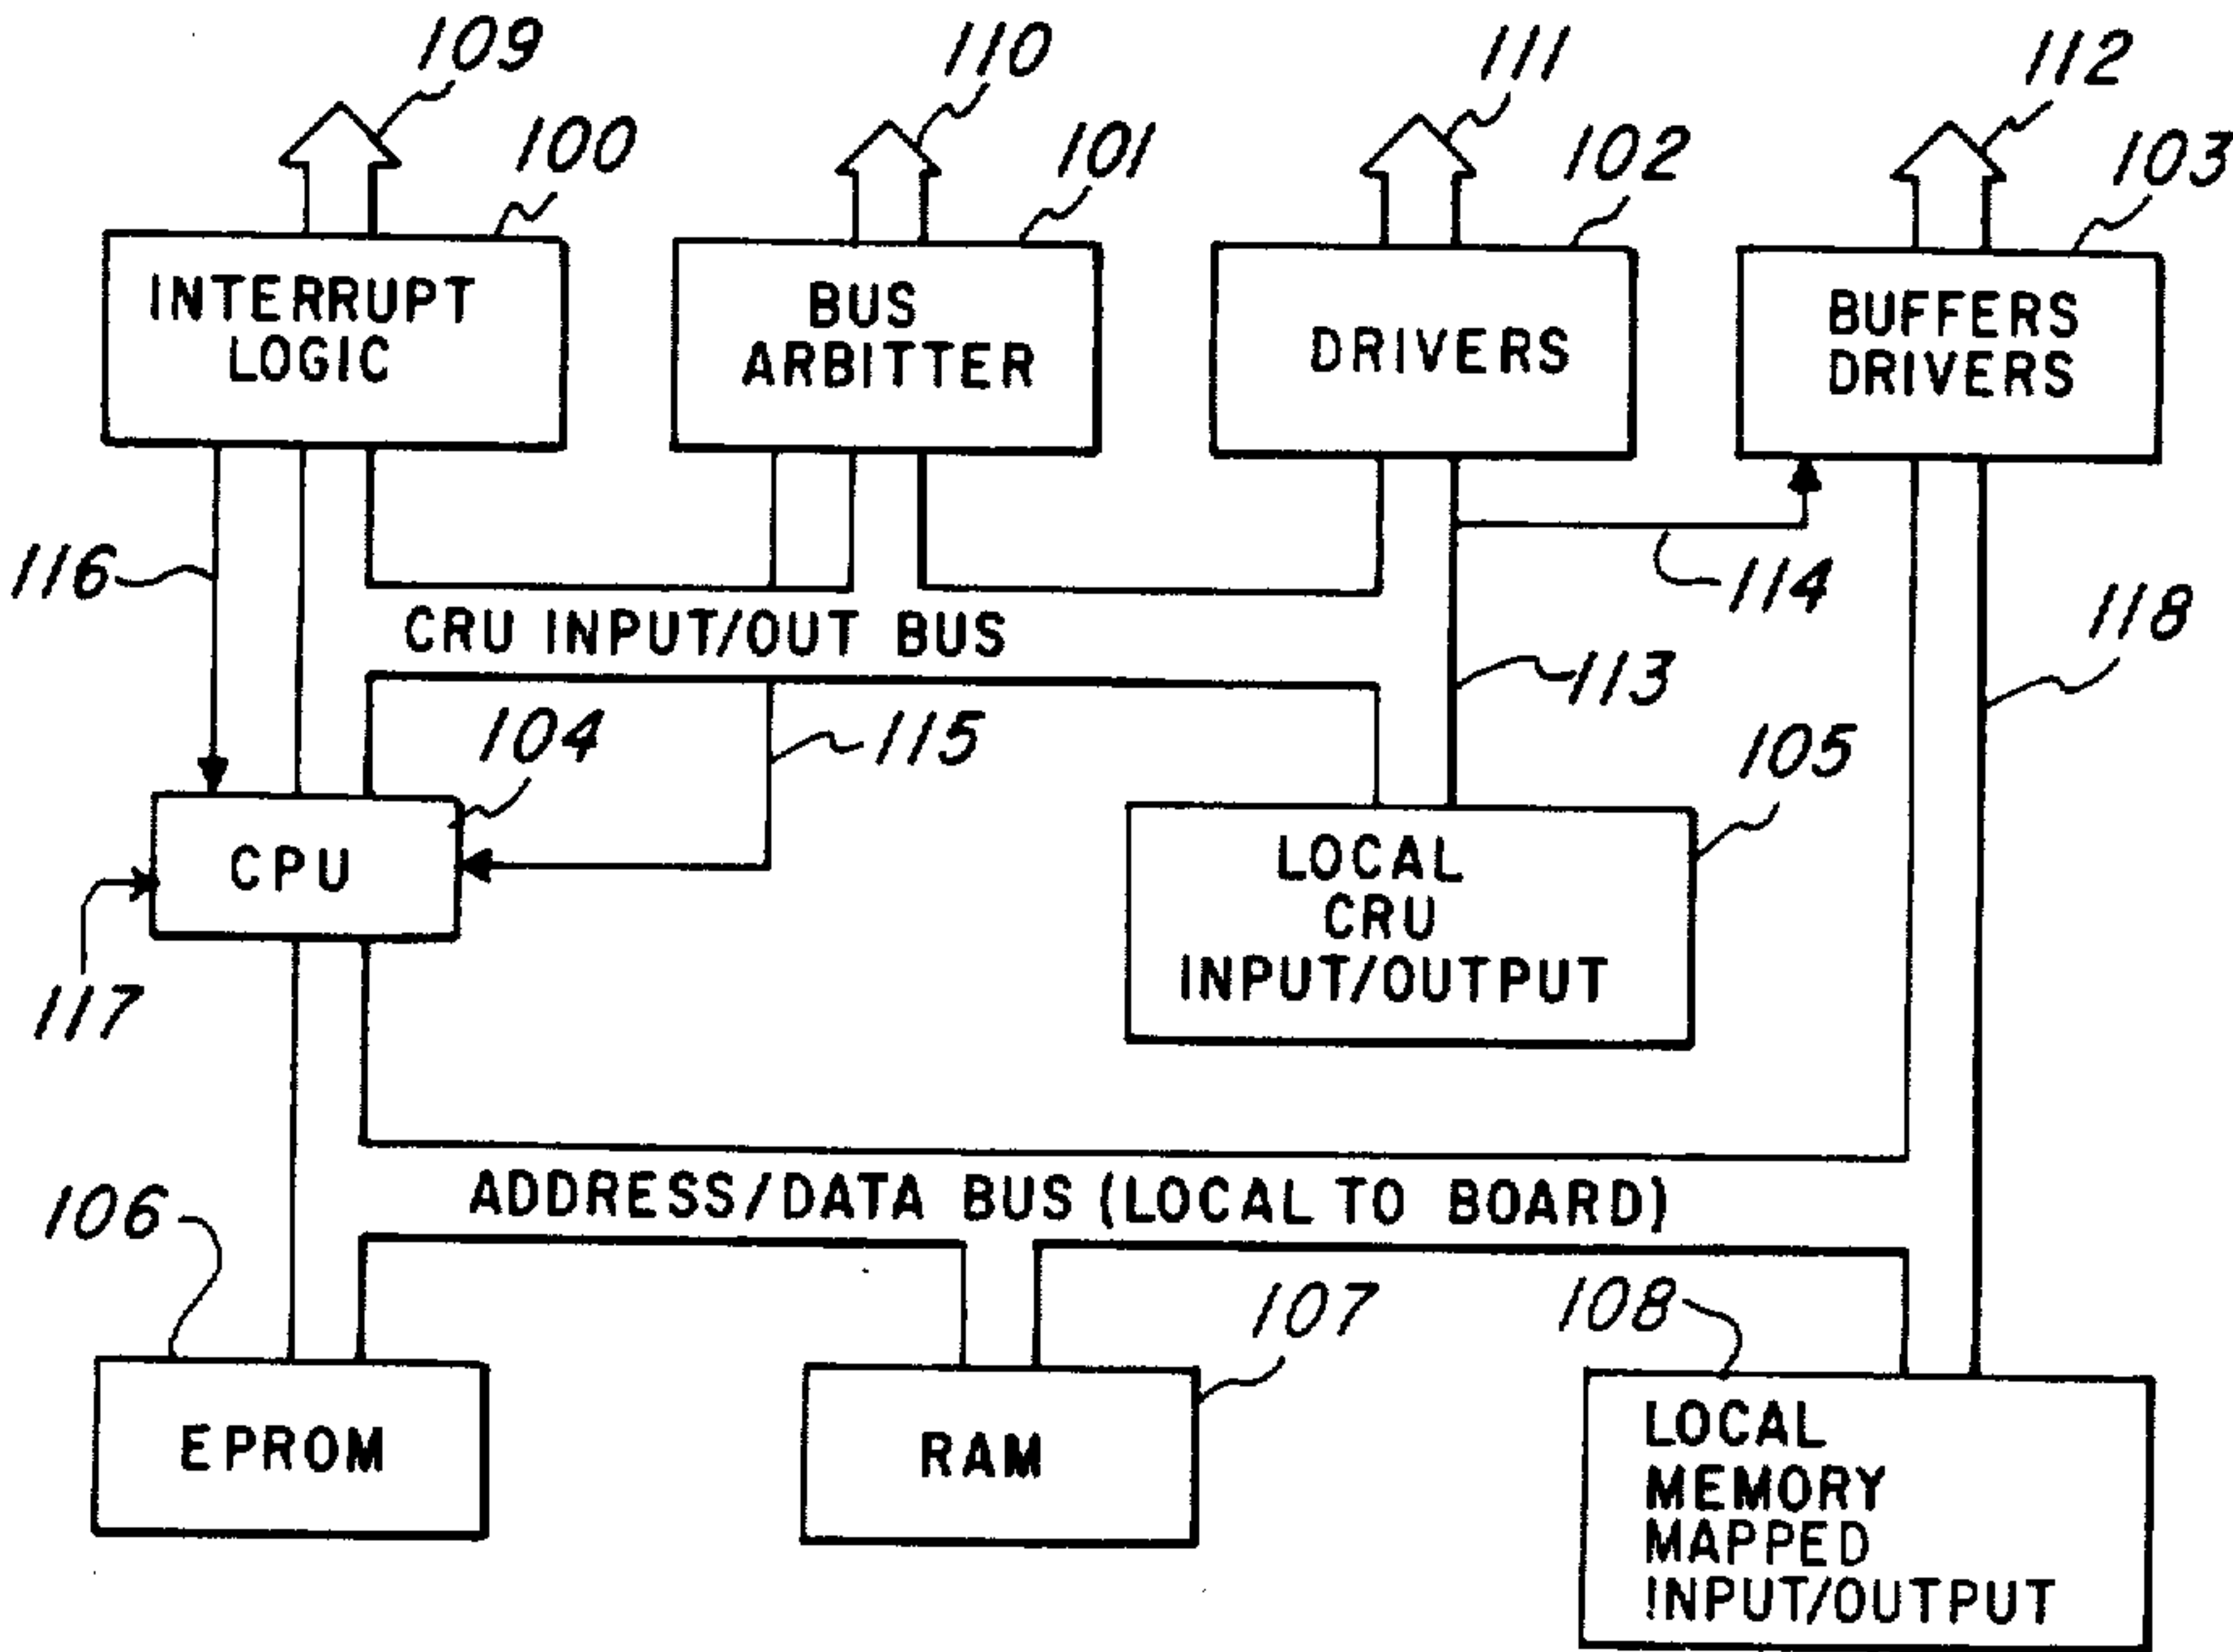 109
110
111
112
100
101
102
103
INTERRUPT
LOGIC
BUS
ARBITTER
DRIVERS
BUFFERS
DRIVERS
116
114
118
CRU INPUT/OUT BUS
113
104
115
105
CPU
LOCAL
CRU
INPUT/OUTPUT
117
106
ADDRESS/DATA BUS (LOCAL TO BOARD)
107
108
EPROM
RAM
LOCAL
MEMORY
MAPPED
INPUT/OUTPUT